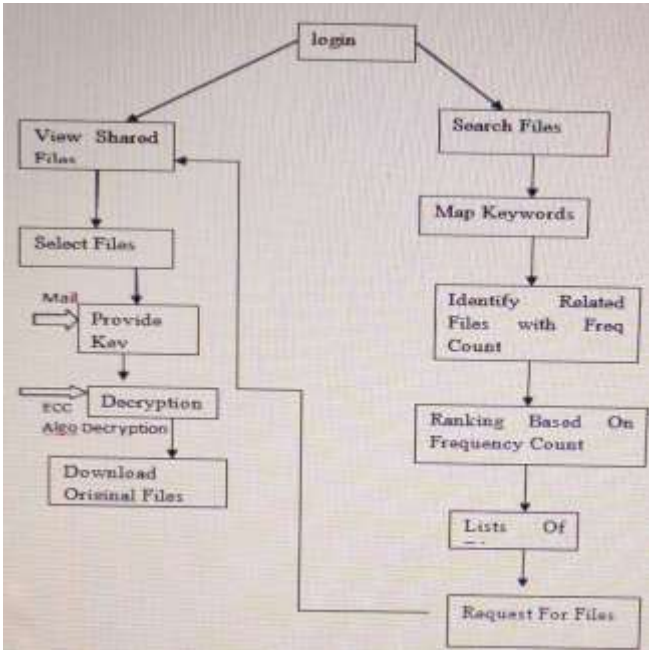 login
View Shared
Files
Select Files
Mail
Provide
Key
Decryption
ECC
Algo Decryption
Download
Original Files
Search Files
Map Keywords
Identify Related
Files with Freq
Count
Ranking Based On
Frequency Count
Lists Of
Request For Files